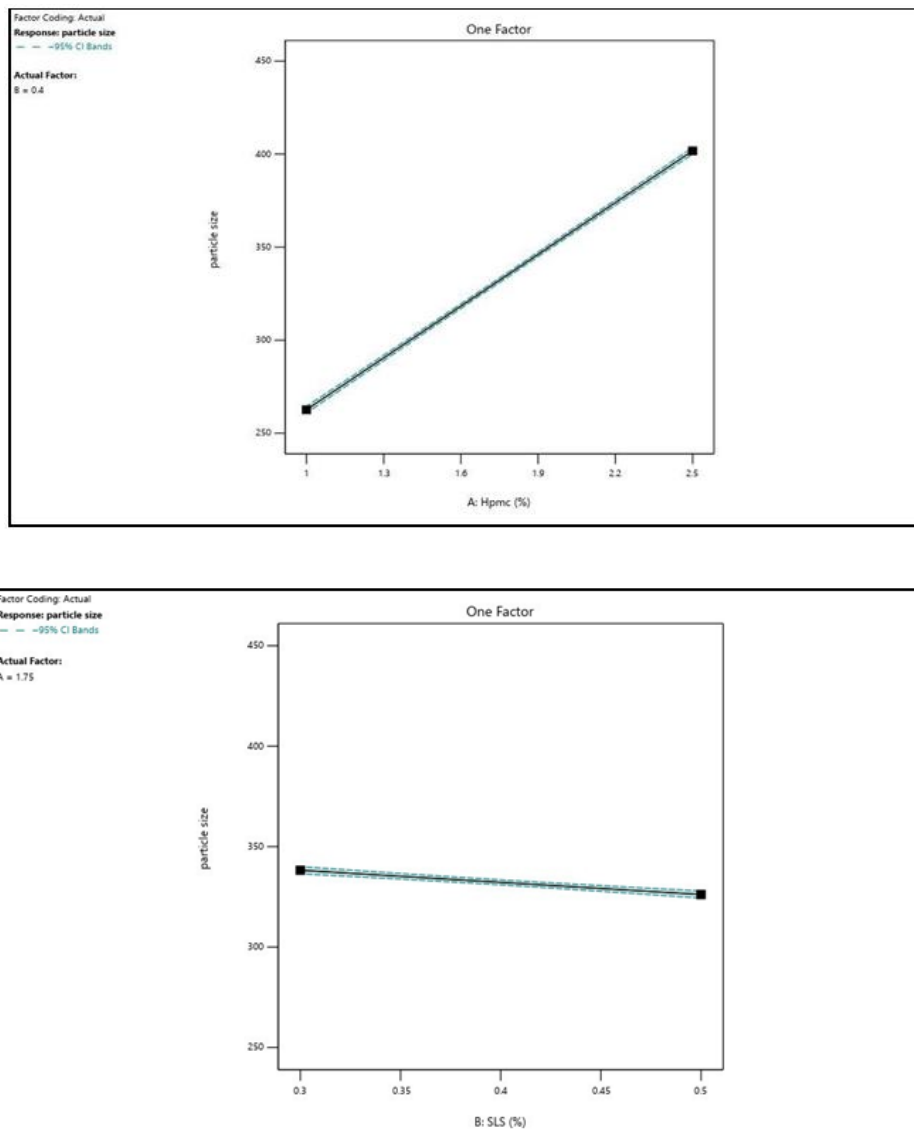 Factor Coding: Actual
Response: particle size
— — ~95% CI Bands
Actual Factor:
B = 0.4
One Factor
450
400
350
300
250
particle size
1 1.3 1.6 1.9 2.2 2.5
A: Hpmc (%)
Factor Coding: Actual
Response: particle size
— — ~95% CI Bands
Actual Factor:
A = 1.75
One Factor
450
400
350
300
250
particle size
0.3 0.35 0.4 0.45 0.5
B: SLS (%)